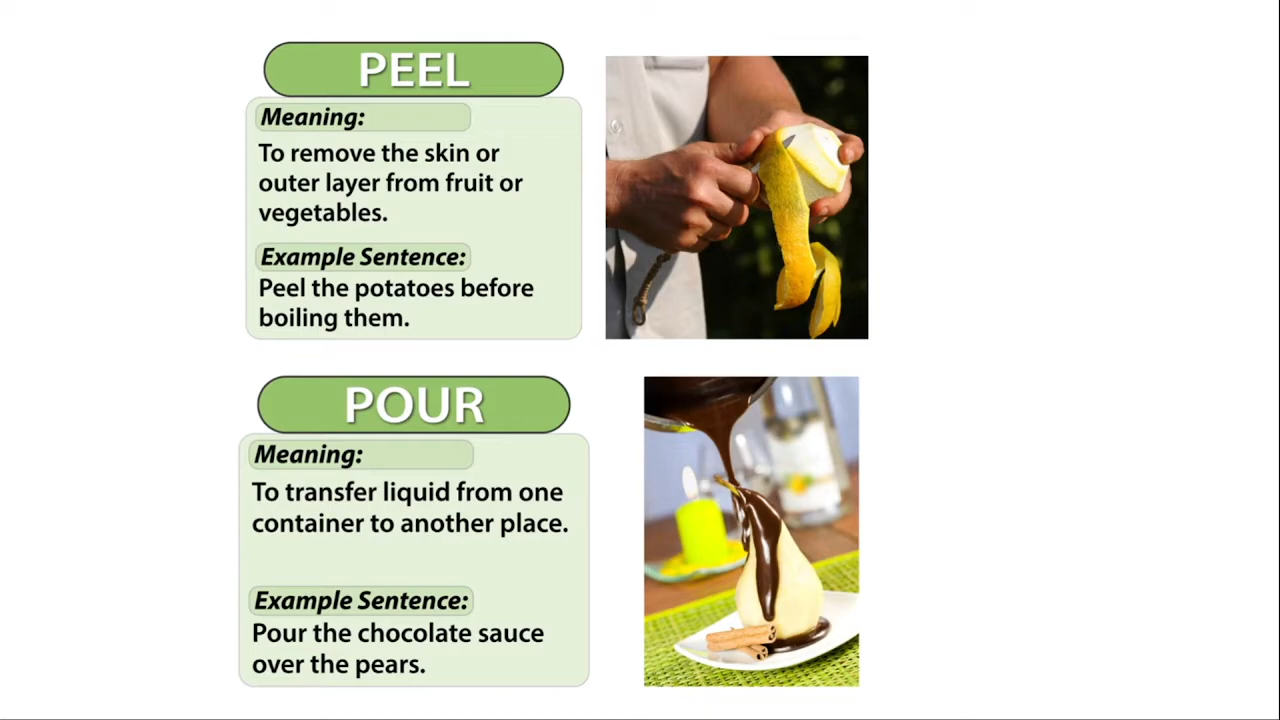 PEEL
Meaning:
To remove the skin or
outer layer from fruit or
vegetables.
Example Sentence:
Peel the potatoes before
boiling them.
POUR
Meaning:
To transfer liquid from one
container to another place.
Example Sentence:
Pour the chocolate sauce
over the pears.